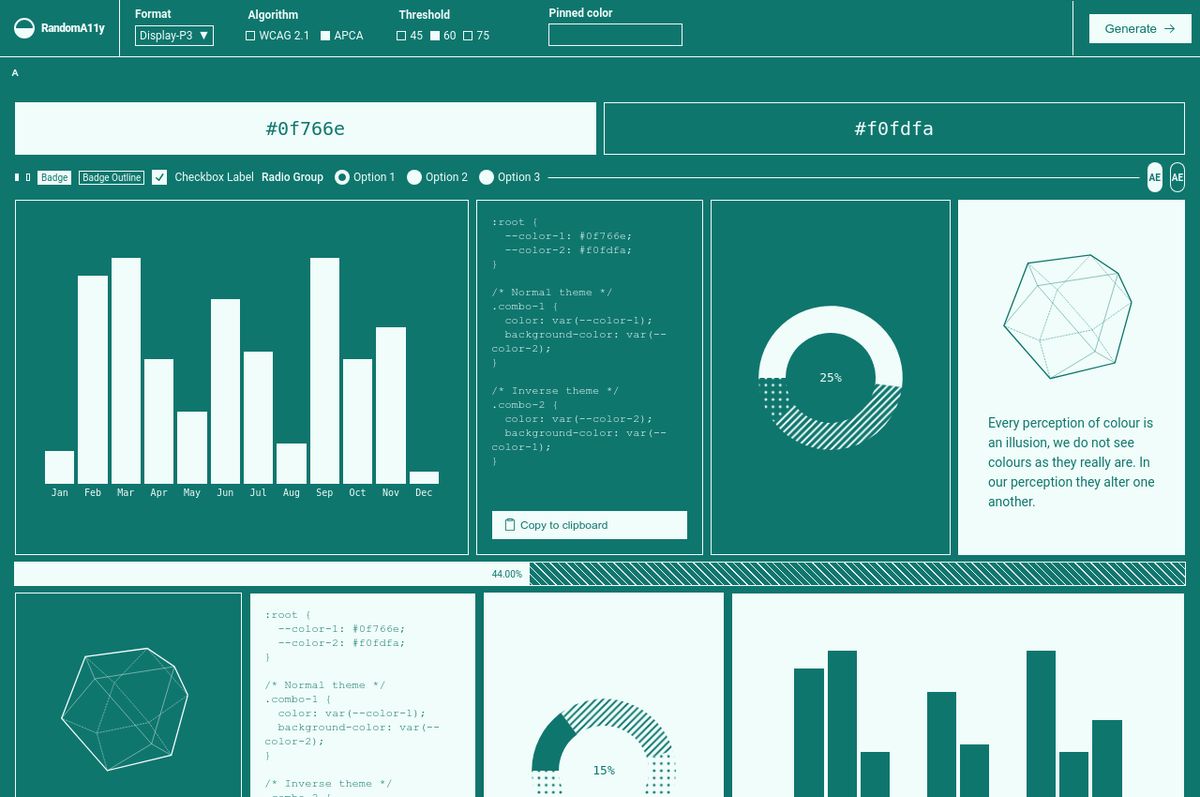 RandomA11y
Format
Display-P3 ▼
Algorithm
WCAG 2.1 APCA
Threshold
45 60 75
Pinned color
Generate →
A
#0f766e
#f0fdfa
Badge
Badge Outline
Checkbox Label
Radio Group
Option 1
Option 2
Option 3
AE
AE
Jan Feb Mar Apr May Jun Jul Aug Sep Oct Nov Dec
:root {
--color-1: #0f766e;
--color-2: #f0fdfa;
}
/* Normal theme */
.combo-1 {
color: var(--color-1);
background-color: var(--
color-2);
}
/* Inverse theme */
.combo-2 {
color: var(--color-2);
background-color: var(--
color-1);
}
Copy to clipboard
25%
Every perception of colour is
an illusion, we do not see
colours as they really are. In
our perception they alter one
another.
44.00%
:root {
--color-1: #0f766e;
--color-2: #f0fdfa;
}
/* Normal theme */
.combo-1 {
color: var(--color-1);
background-color: var(--
color-2);
}
/* Inverse theme */
.combo-2 {
15%